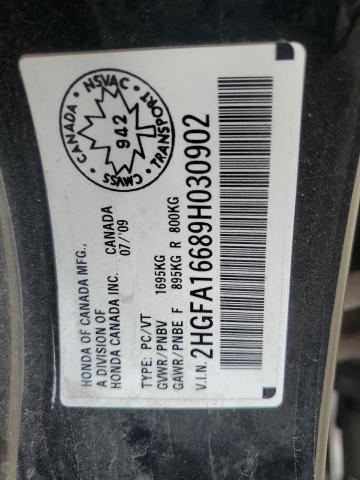 HONDA OF CANADA MFG.,
A DIVISION OF
HONDA CANADA INC. CANADA
07/'09
TYPE: PC/VT
GVWR/PNBV 1695KG
GAWR/PNBE F 895KG R 800KG
V.I.N. 2HGFA16689H030902
CANADA
NSVAC
TRANSPORT
CMVSS
942